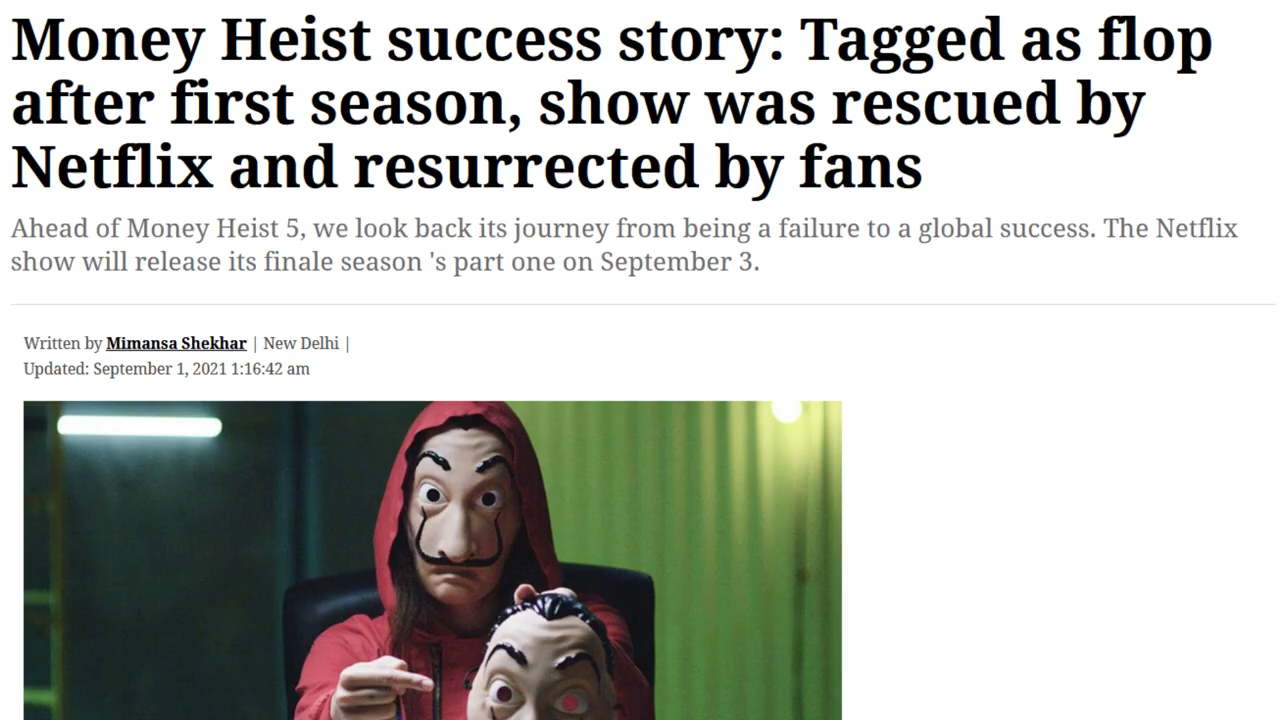 Money Heist success story: Tagged as flop
after first season, show was rescued by
Netflix and resurrected by fans
Ahead of Money Heist 5, we look back its journey from being a failure to a global success. The Netflix
show will release its finale season 's part one on September 3.
Written by Mimansa Shekhar | New Delhi |
Updated: September 1, 2021 1:16:42 am